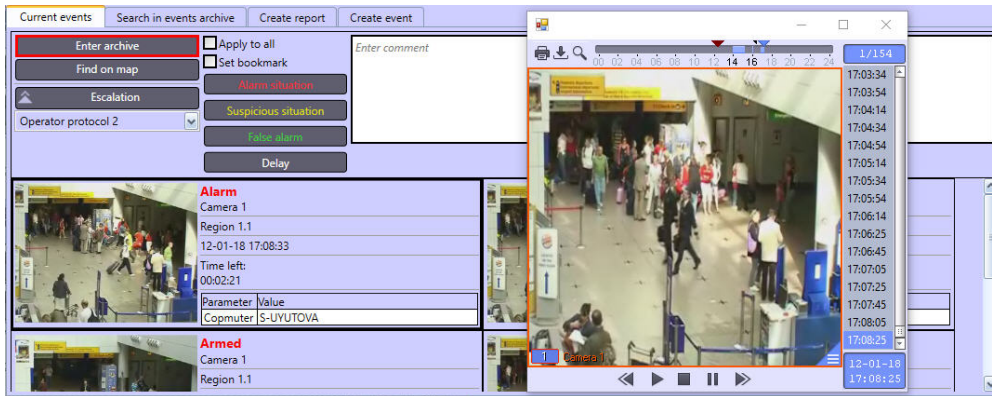 Current events
Search in events archive
Create report
Create event
Enter archive
Find on map
Escalation
Operator protocol 2
Apply to all
Set bookmark
Alarm situation
Suspicious situation
False alarm
Delay
Enter comment
Alarm
Camera 1
Region 1.1
12-01-18 17:08:33
Time left:
00:02:21
Parameter Value
Copmuter S-UYUTOVA
Armed
Camera 1
Region 1.1
00 02 04 06 08 10 12 14 16 18 20 22 24
1/154
17:03:34
17:03:54
17:04:14
17:04:34
17:04:54
17:05:14
17:05:34
17:05:54
17:06:14
17:06:25
17:06:45
17:07:05
17:07:25
17:07:45
17:08:05
17:08:25
1 Camera 1
12-01-18
17:08:25